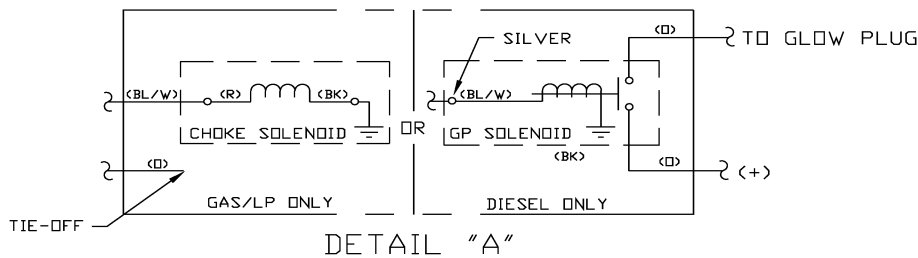 (O)
TO GLOW PLUG
SILVER
(BL/W) (R) (BK)
(BL/W)
CHOKE SOLENOID
OR
GP SOLENOID
(BK)
(O)
(O)
(+)
GAS/LP ONLY
DIESEL ONLY
TIE-OFF
DETAIL "A"